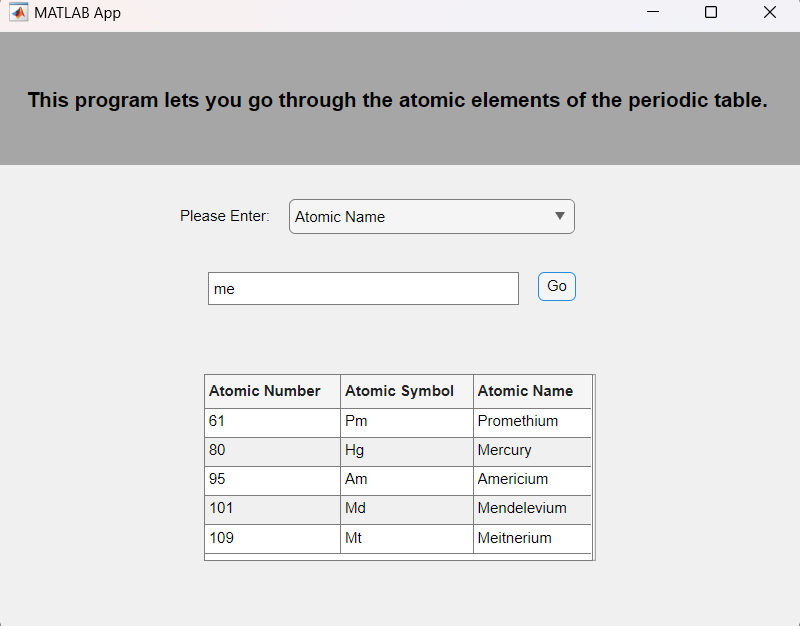 MATLAB App
This program lets you go through the atomic elements of the periodic table.
Please Enter: Atomic Name
me Go
Atomic Number Atomic Symbol Atomic Name
61 Pm Promethium
80 Hg Mercury
95 Am Americium
101 Md Mendelevium
109 Mt Meitnerium